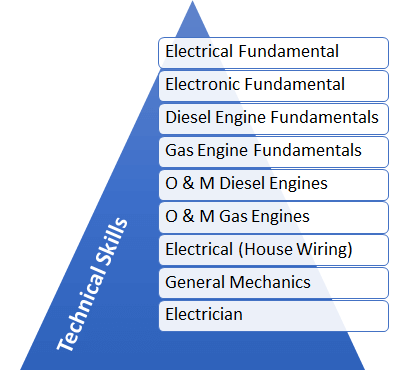 Electrical Fundamental
Electronic Fundamental
Diesel Engine Fundamentals
Gas Engine Fundamentals
O & M Diesel Engines
O & M Gas Engines
Electrical (House Wiring)
General Mechanics
Electrician
Technical Skills